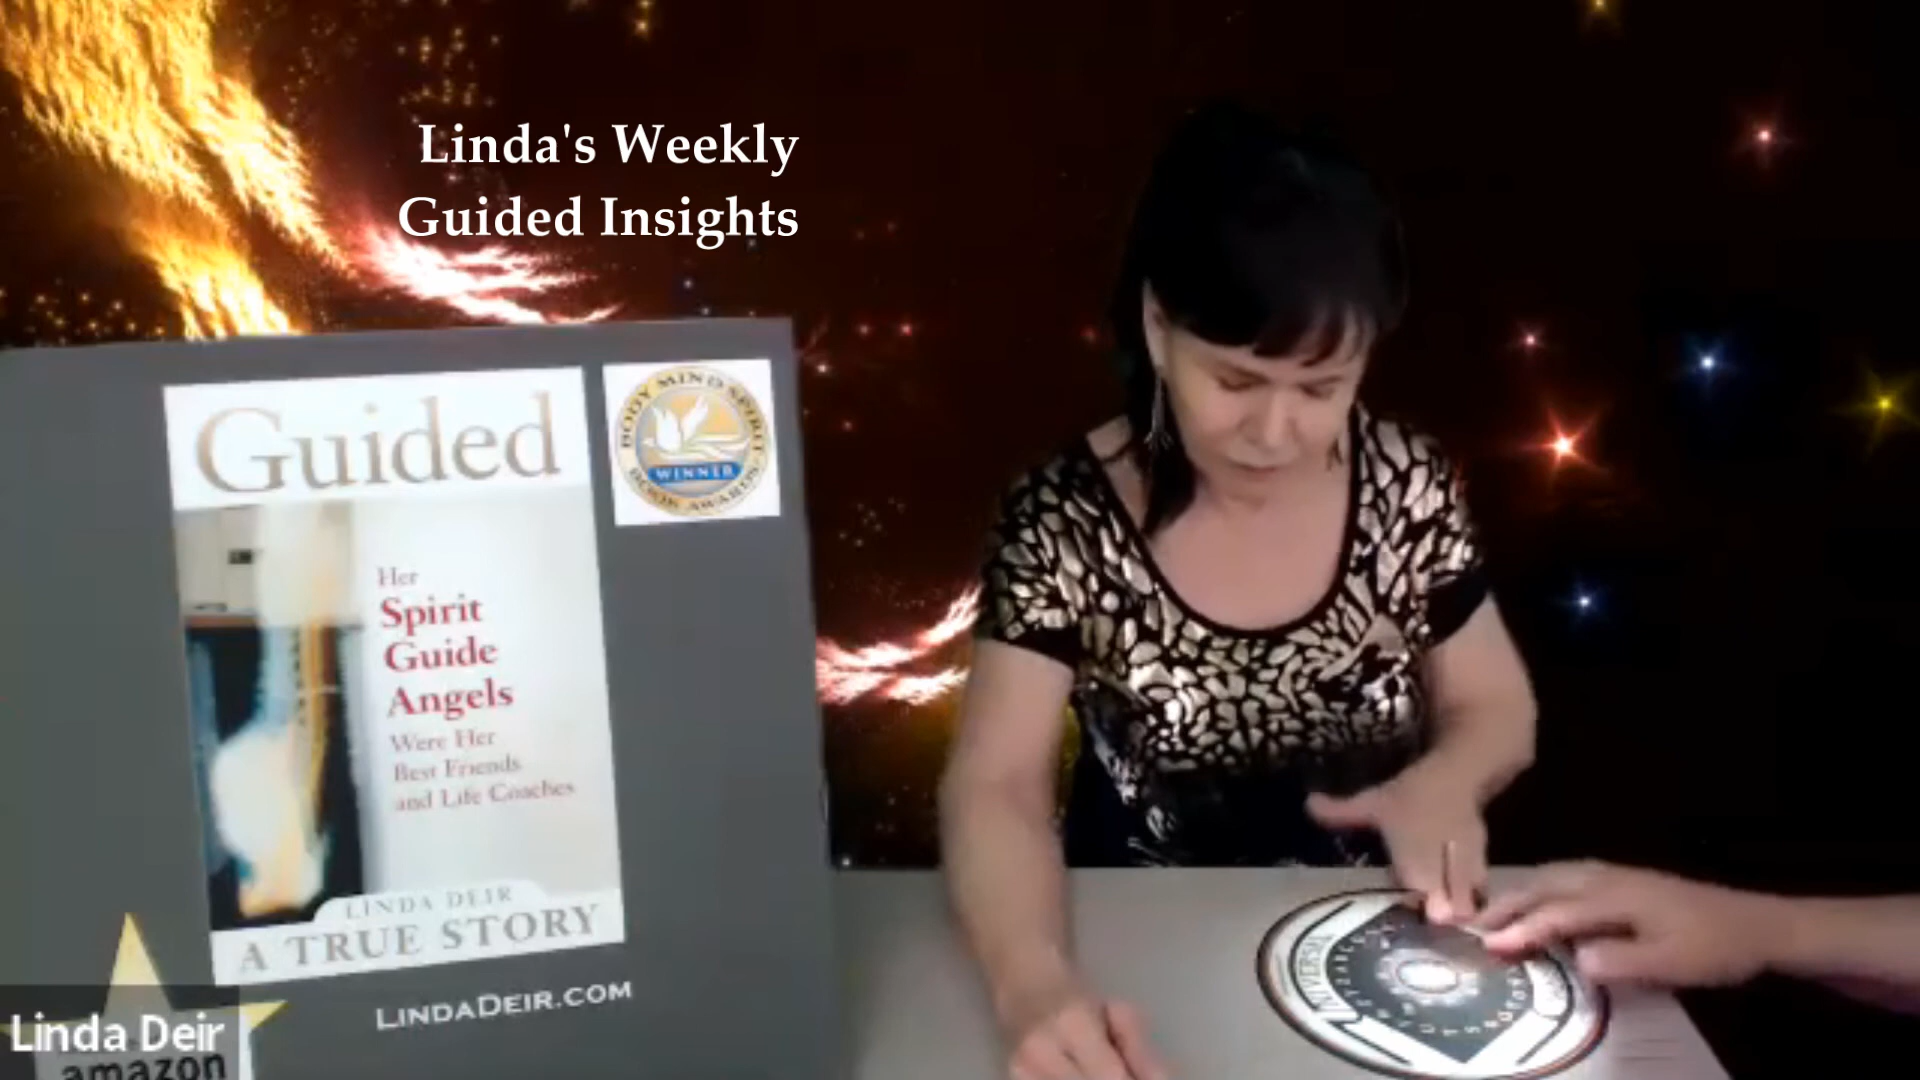 Linda's Weekly
Guided Insights
Guided
BODY MIND SPIRIT
WINNER
BOOK AWARDS
Her
Spirit
Guide
Angels
Were Her
Best Friends
and Life Coaches
LINDA DEIR
A TRUE STORY
LINDADEIR.COM
Linda Deir
amazon